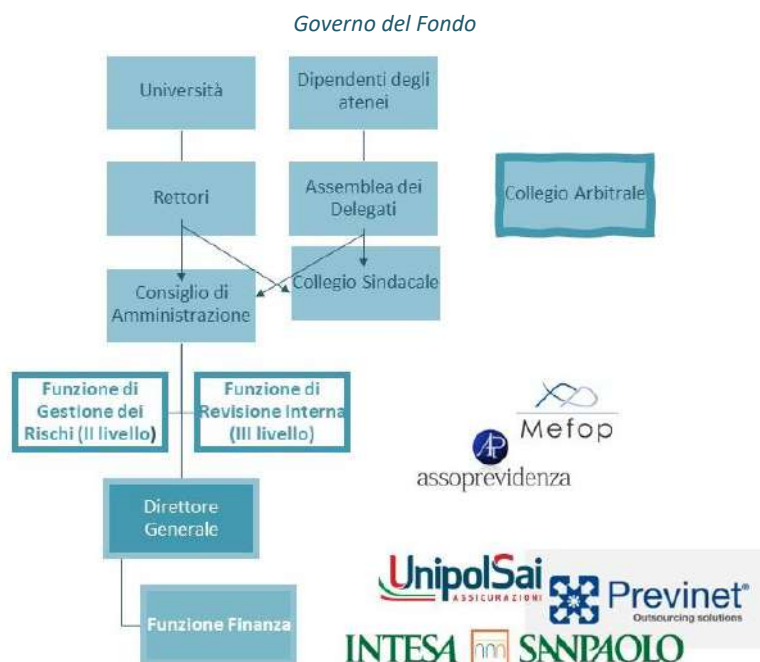 Governo del Fondo
Università
Dipendenti degli
atenei
Rettori
Assemblea dei
Delegati
Collegio Arbitrale
Consiglio di
Amministrazione
Collegio Sindacale
Funzione di
Gestione dei
Rischi (II livello)
Funzione di
Revisione Interna
(III livello)
Mefop
AP
assoprevidenza
Direttore
Generale
UnipolSai
ASSICURAZIONI
Previnet®
Outsourcing solutions
Funzione Finanza
INTESA SANPAOLO